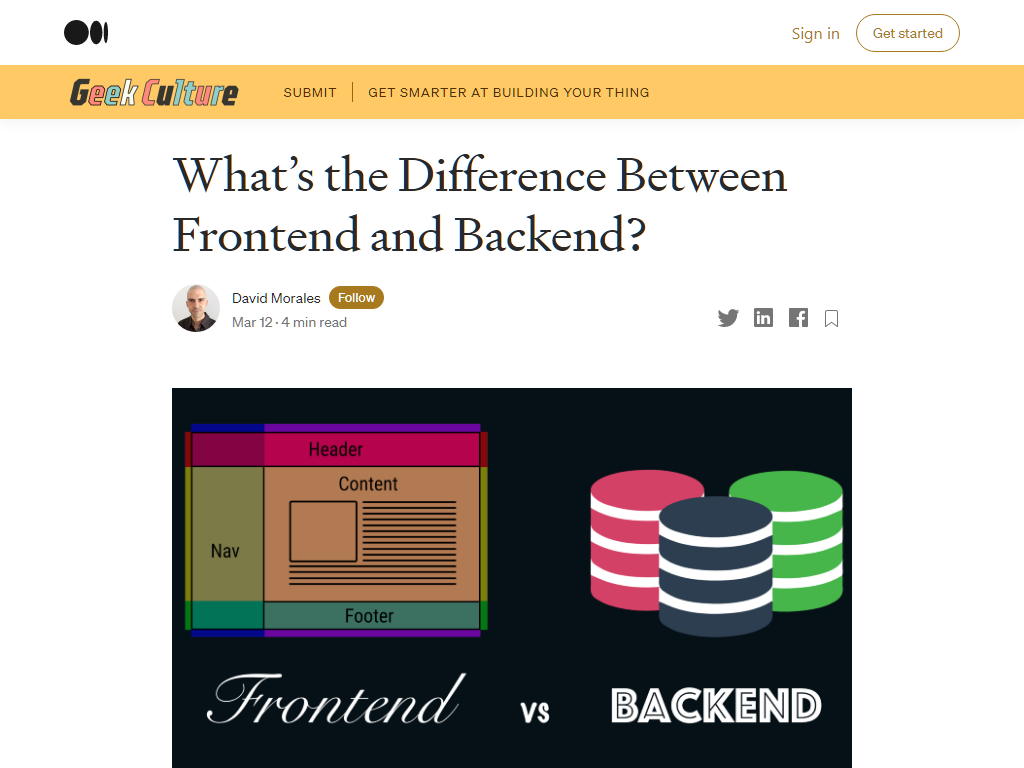 Sign in
Get started
Geek Culture
SUBMIT
GET SMARTER AT BUILDING YOUR THING
What's the Difference Between
Frontend and Backend?
David Morales
Follow
Mar 12 · 4 min read
Header
Content
Nav
Footer
Frontend vs BACKEND